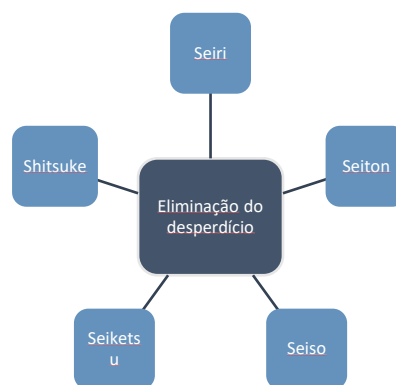 Seiri
Shitsuke
Seiton
Eliminação do
desperdício
Seikets
u
Seiso